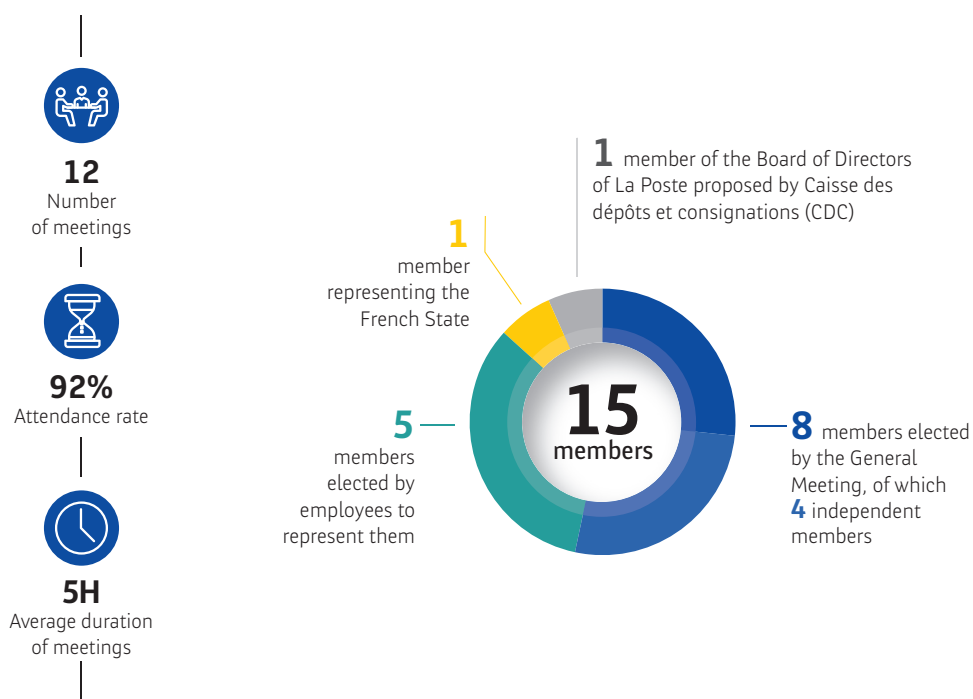 12
Number
of meetings
92%
Attendance rate
5H
Average duration
of meetings
1 member of the Board of Directors
of La Poste proposed by Caisse des
dépôts et consignations (CDC)
1
member
representing the
French State
15
members
5
members
elected by
employees to
represent them
8 members elected
by the General
Meeting, of which
4 independent
members